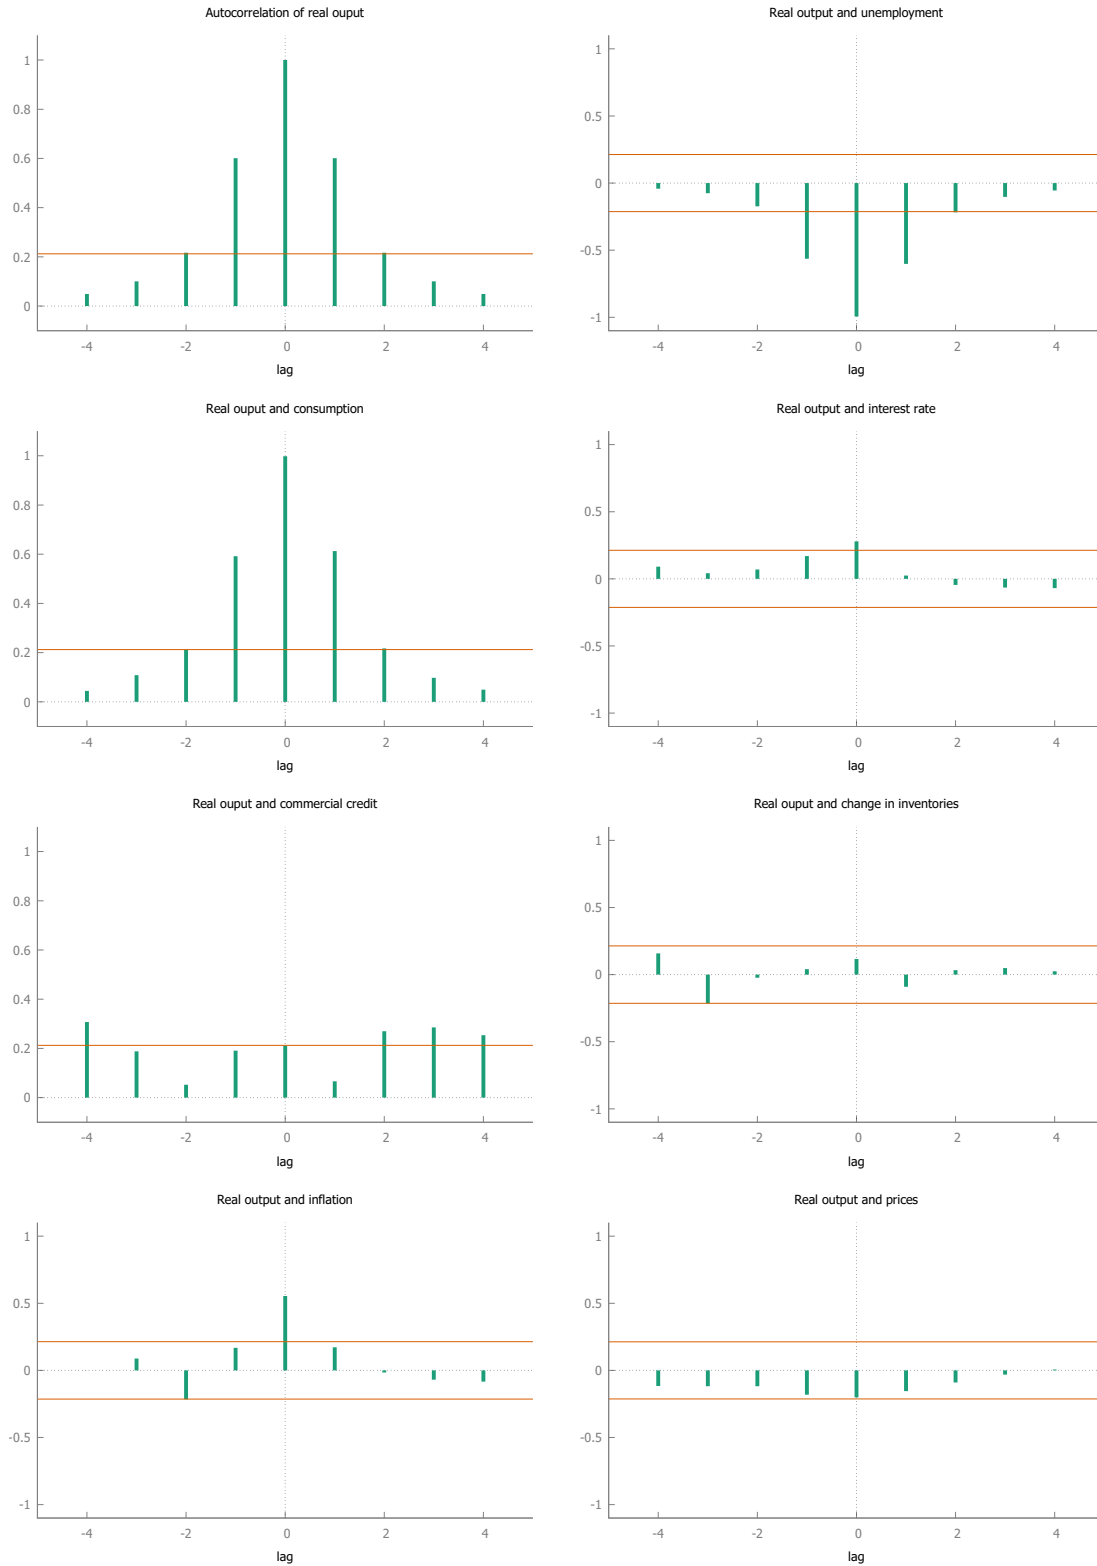 Autocorrelation of real ouput
1
0.8
0.6
0.4
0.2
0
-4 -2 0 2 4
lag
Real output and unemployment
1
0.5
0
-0.5
-1
-4 -2 0 2 4
lag
Real ouput and consumption
1
0.8
0.6
0.4
0.2
0
-4 -2 0 2 4
lag
Real output and interest rate
1
0.5
0
-0.5
-1
-4 -2 0 2 4
lag
Real ouput and commercial credit
1
0.8
0.6
0.4
0.2
0
-4 -2 0 2 4
lag
Real ouput and change in inventories
1
0.5
0
-0.5
-1
-4 -2 0 2 4
lag
Real output and inflation
1
0.5
0
-0.5
-1
-4 -2 0 2 4
lag
Real output and prices
1
0.5
0
-0.5
-1
-4 -2 0 2 4
lag